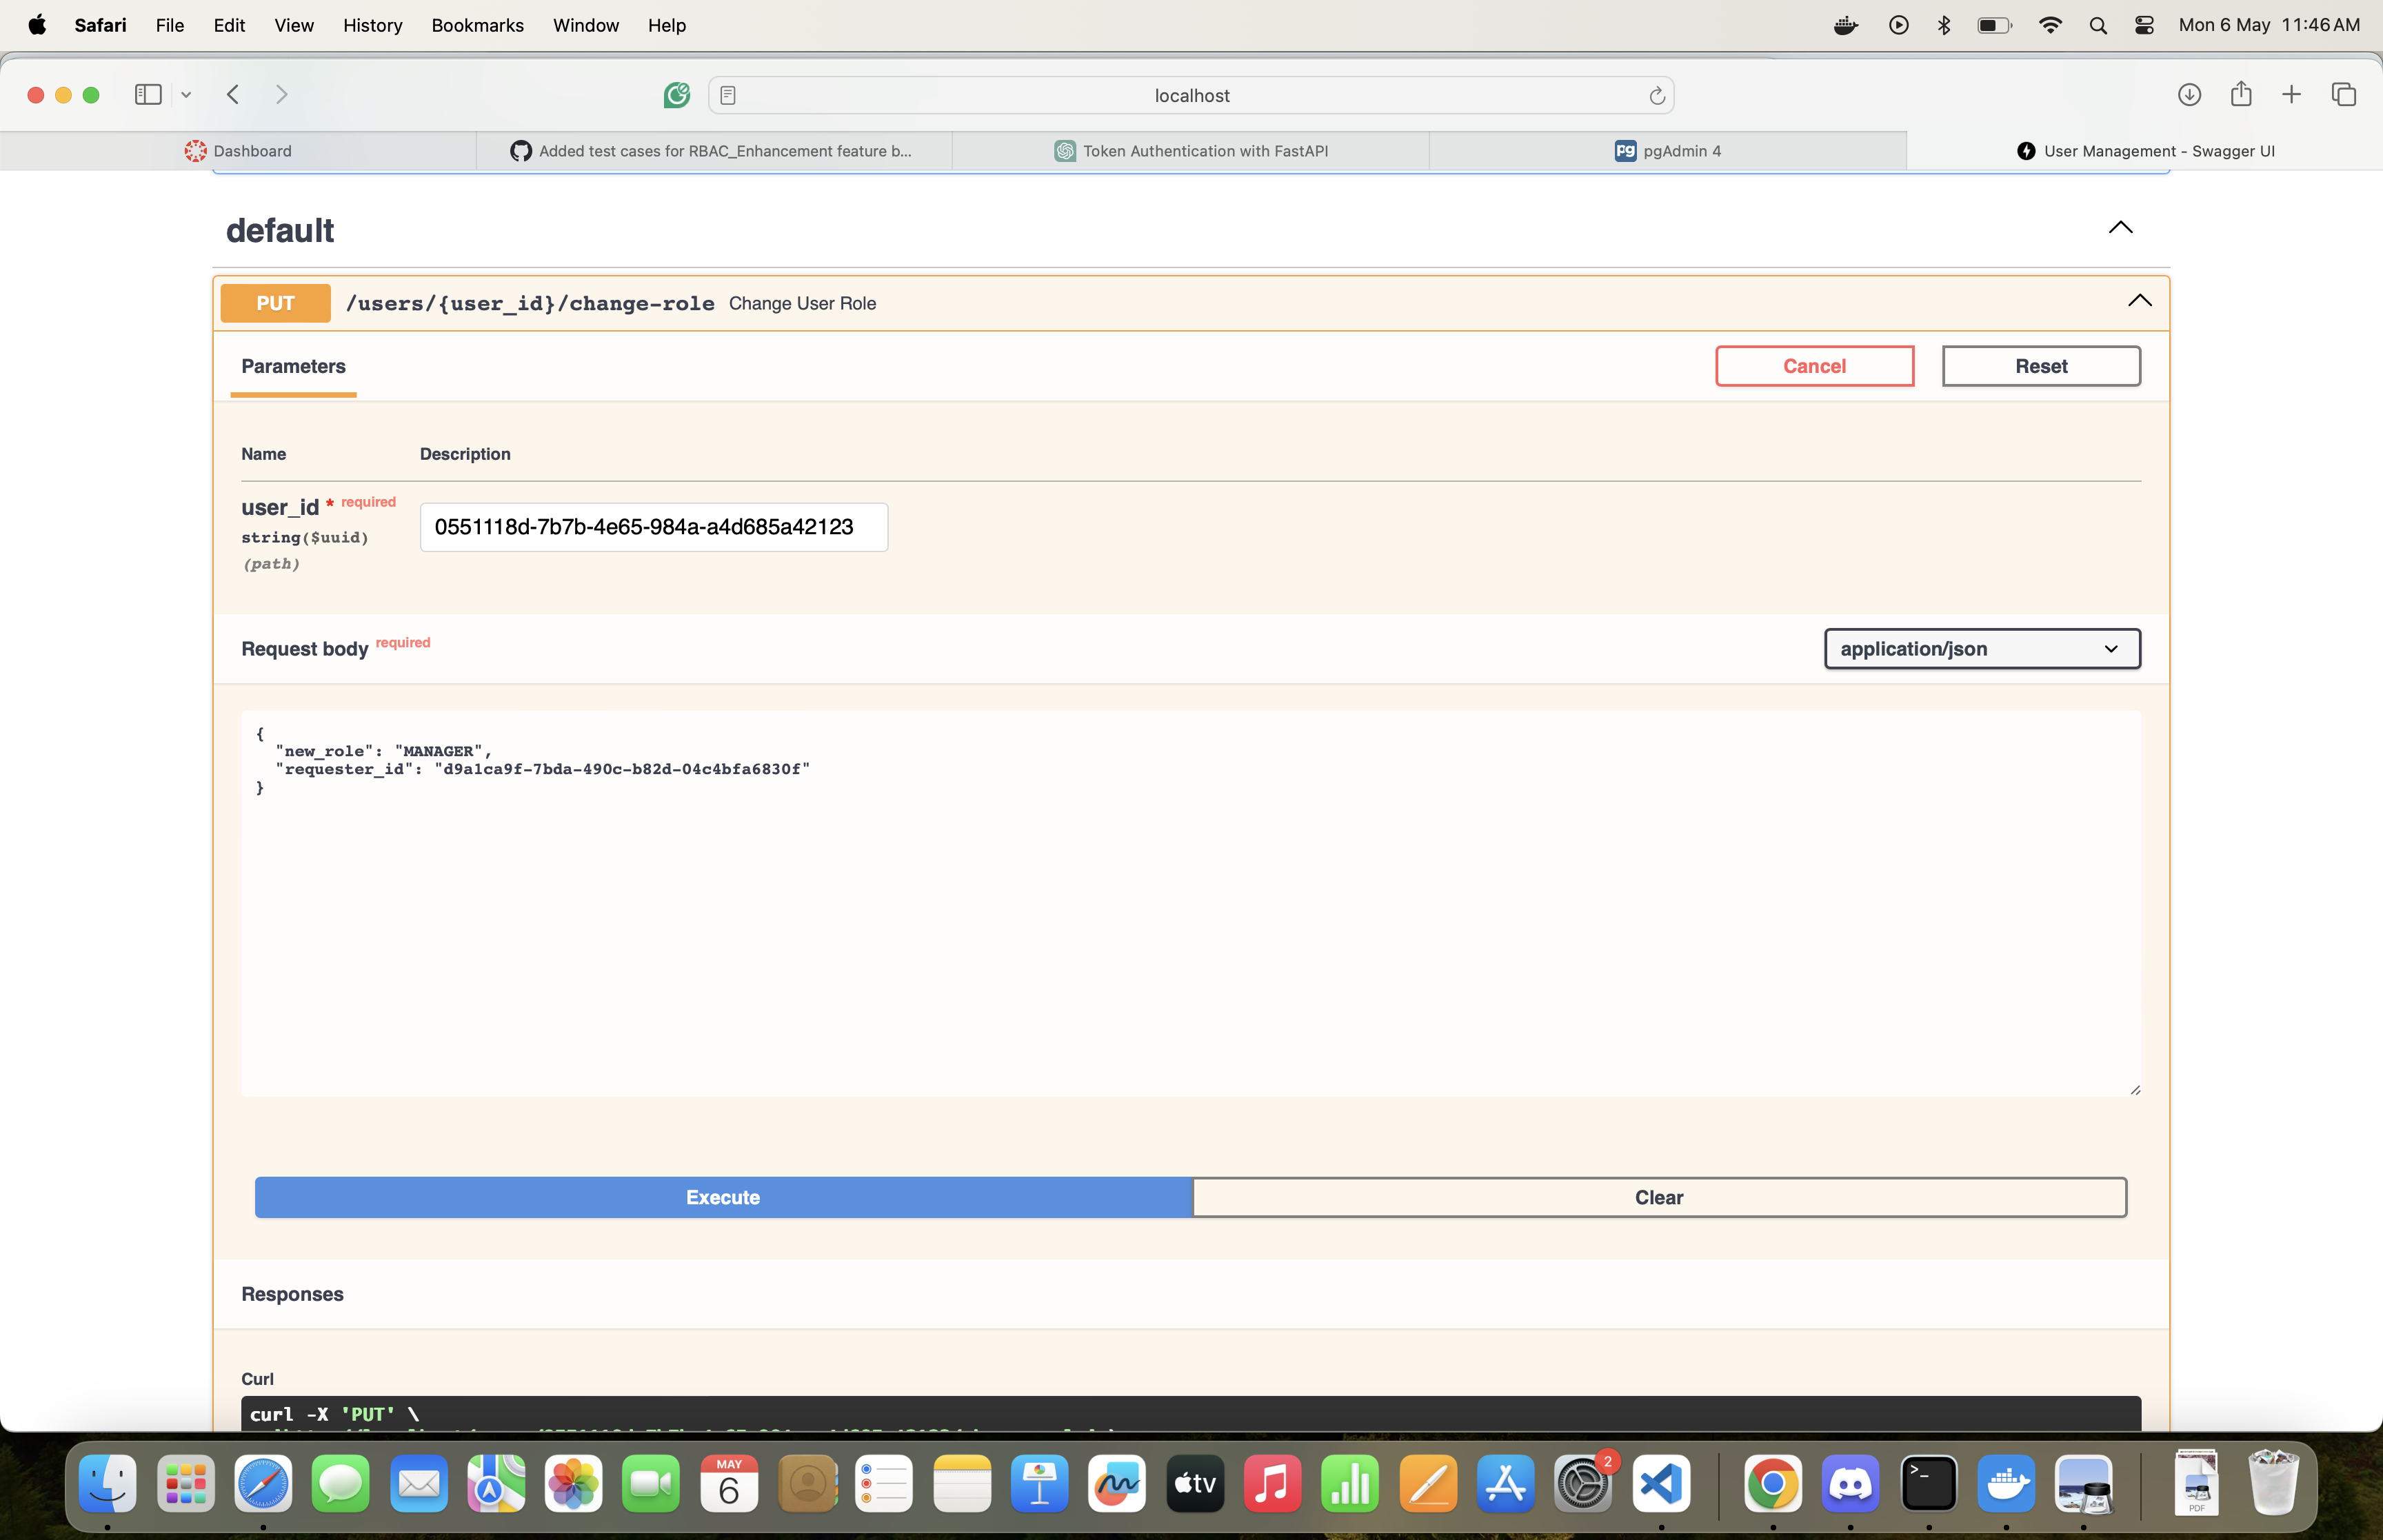 Safari File Edit View History Bookmarks Window Help Mon 6 May 11:46 AM
localhost
Dashboard Added test cases for RBAC_Enhancement feature b... Token Authentication with FastAPI pgAdmin 4 User Management - Swagger UI
default
PUT /users/{user_id}/change-role Change User Role
Parameters Cancel Reset
Name Description
user_id * required
0551118d-7b7b-4e65-984a-a4d685a42123
string($uuid)
(path)
Request body required application/json
{
"new_role": "MANAGER",
"requester_id": "d9a1ca9f-7bda-490c-b82d-04c4bfa6830f"
}
Execute Clear
Responses
Curl
curl -X 'PUT' \
MAY
6
tv
2
>_
PDF